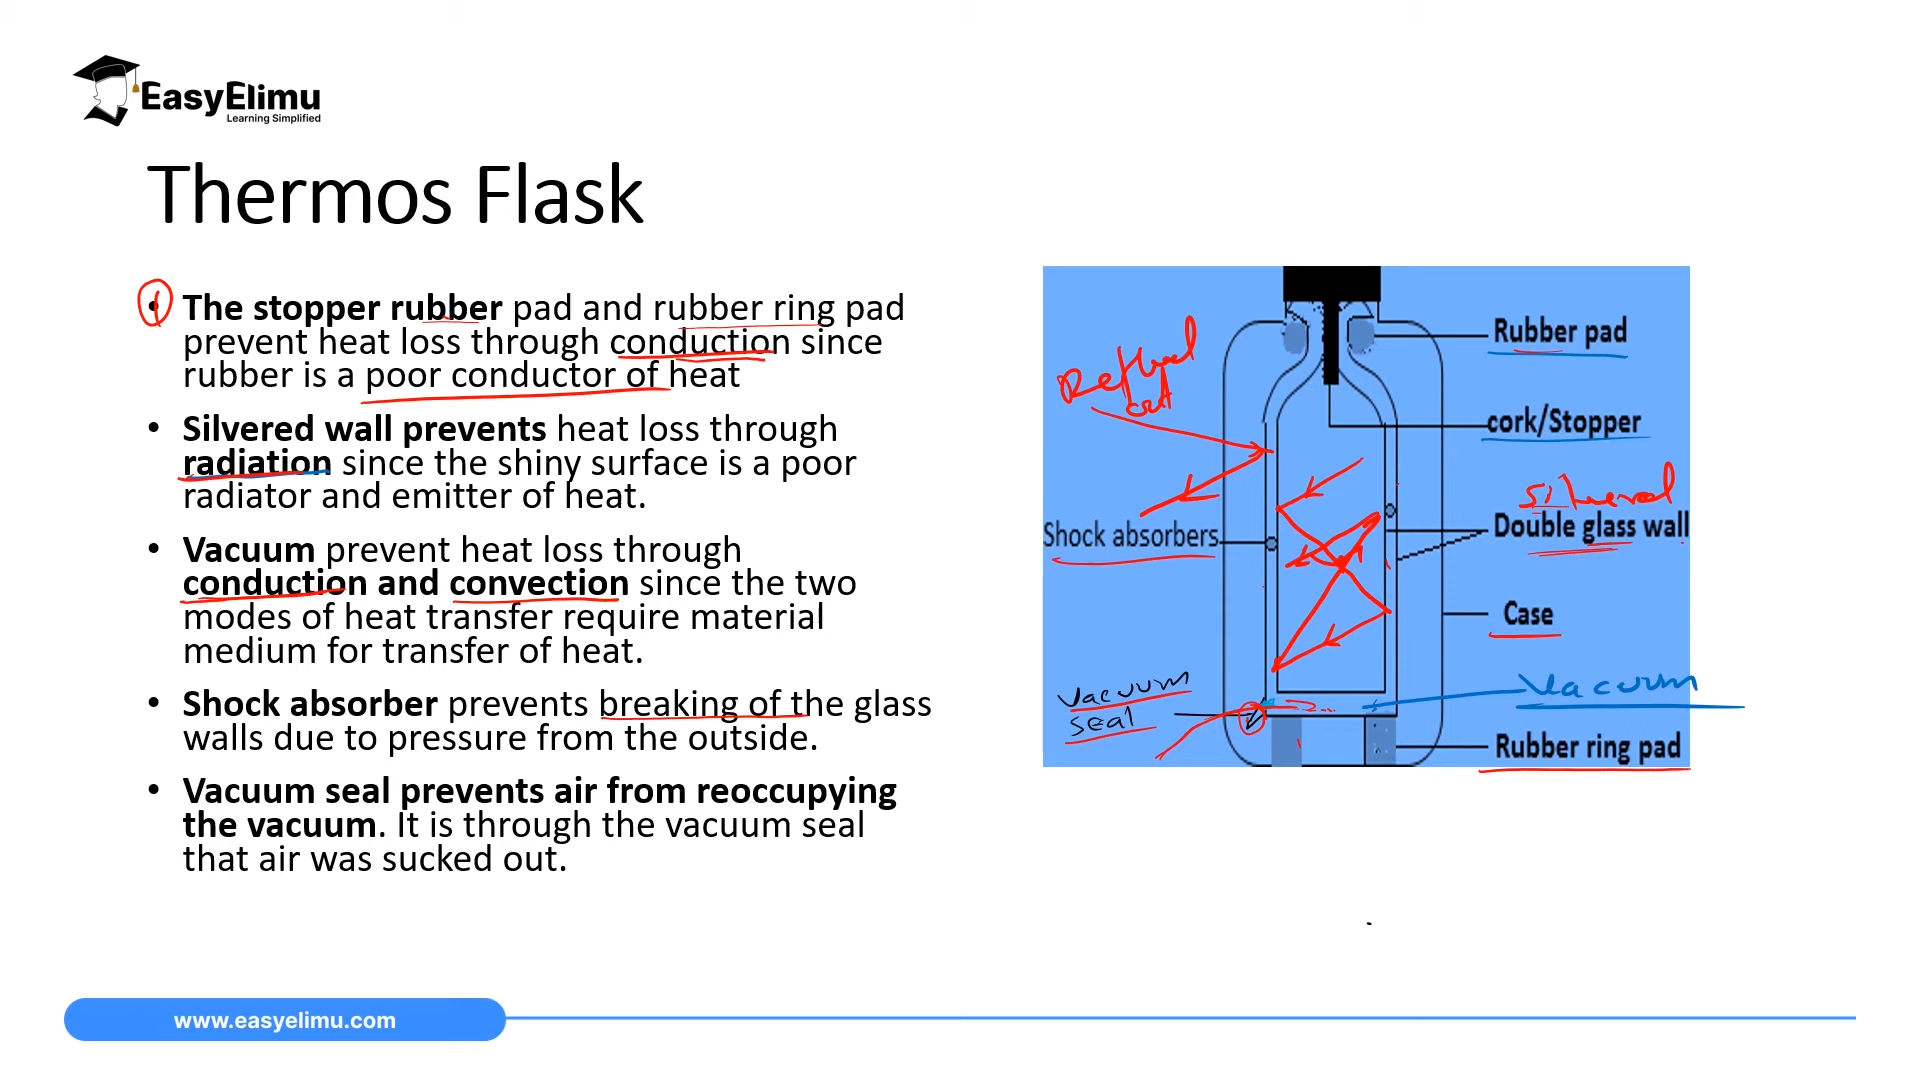 EasyElimu
Learning Simplified
Thermos Flask
• The stopper rubber pad and rubber ring pad
prevent heat loss through conduction since
rubber is a poor conductor of heat
• Silvered wall prevents heat loss through
radiation since the shiny surface is a poor
radiator and emitter of heat.
• Vacuum prevent heat loss through
conduction and convection since the two
modes of heat transfer require material
medium for transfer of heat.
• Shock absorber prevents breaking of the glass
walls due to pressure from the outside.
• Vacuum seal prevents air from reoccupying
the vacuum. It is through the vacuum seal
that air was sucked out.
Rubber pad
out
cork/Stopper
Silvered
Double glass wall
Shock absorbers
Case
Vacuum
seal
Vacuum
Rubber ring pad
www.easyelimu.com